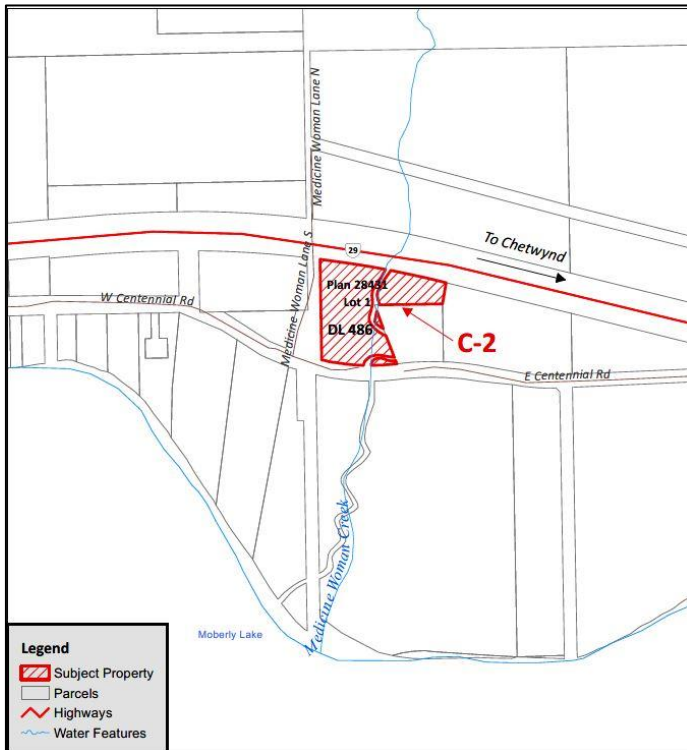 Medicine Woman Lane N
29
To Chetwynd
Medicine Woman Lane S
Plan 28431
Lot 1
W Centennial Rd
DL 486
C-2
E Centennial Rd
Medicine Woman Creek
Moberly Lake
Legend
Subject Property
Parcels
Highways
Water Features